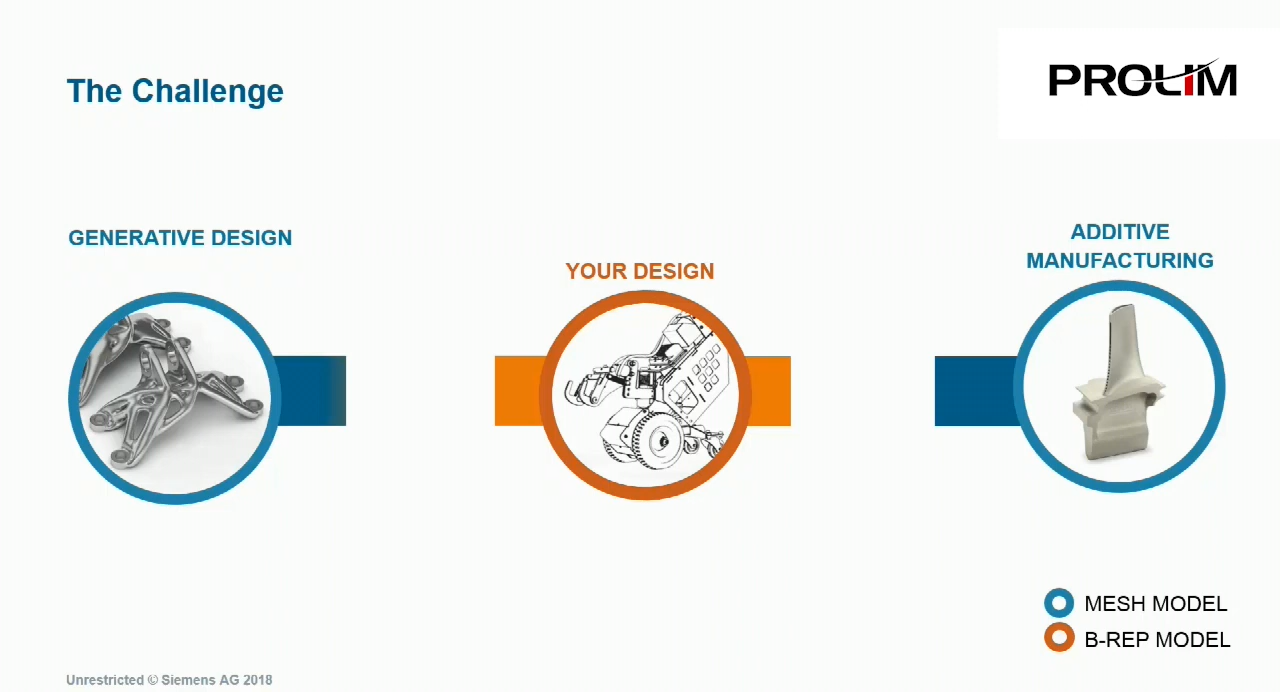 The Challenge
PROLIM
GENERATIVE DESIGN
YOUR DESIGN
ADDITIVE
MANUFACTURING
MESH MODEL
B-REP MODEL
Unrestricted © Siemens AG 2018